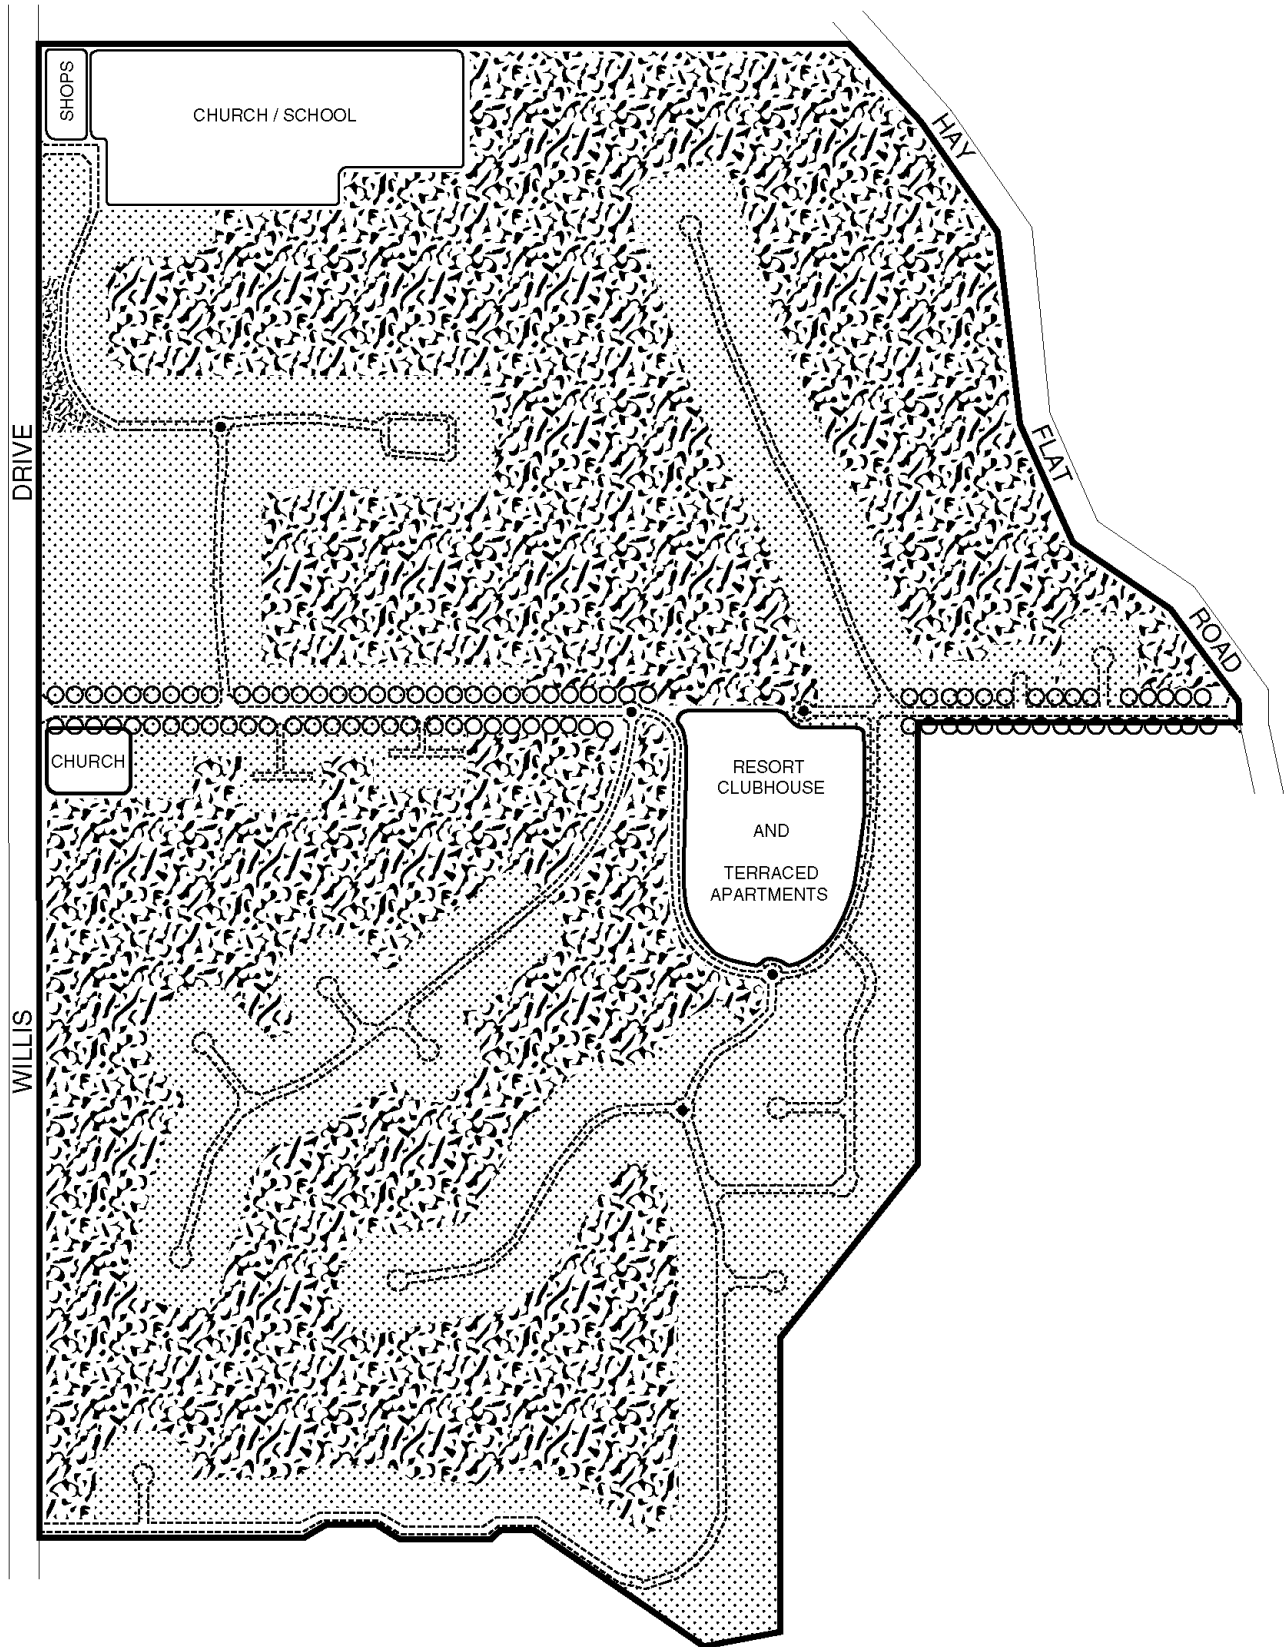 SHOPS
CHURCH / SCHOOL
HAY
FLAT
ROAD
DRIVE
CHURCH
RESORT
CLUBHOUSE
AND
TERRACED
APARTMENTS
WILLIS